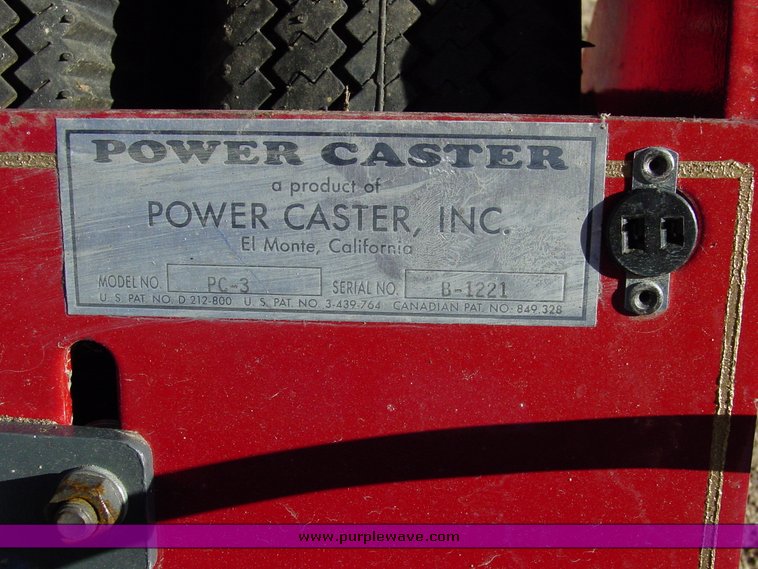 POWER CASTER
a product of
POWER CASTER, INC.
El Monte, California
MODEL NO. PC-3 SERIAL NO. B-1221
U.S. PAT. NO. D 212-800 U.S. PAT. NO. 3-439-764 CANADIAN PAT. NO: 849,328
www.purplewave.com